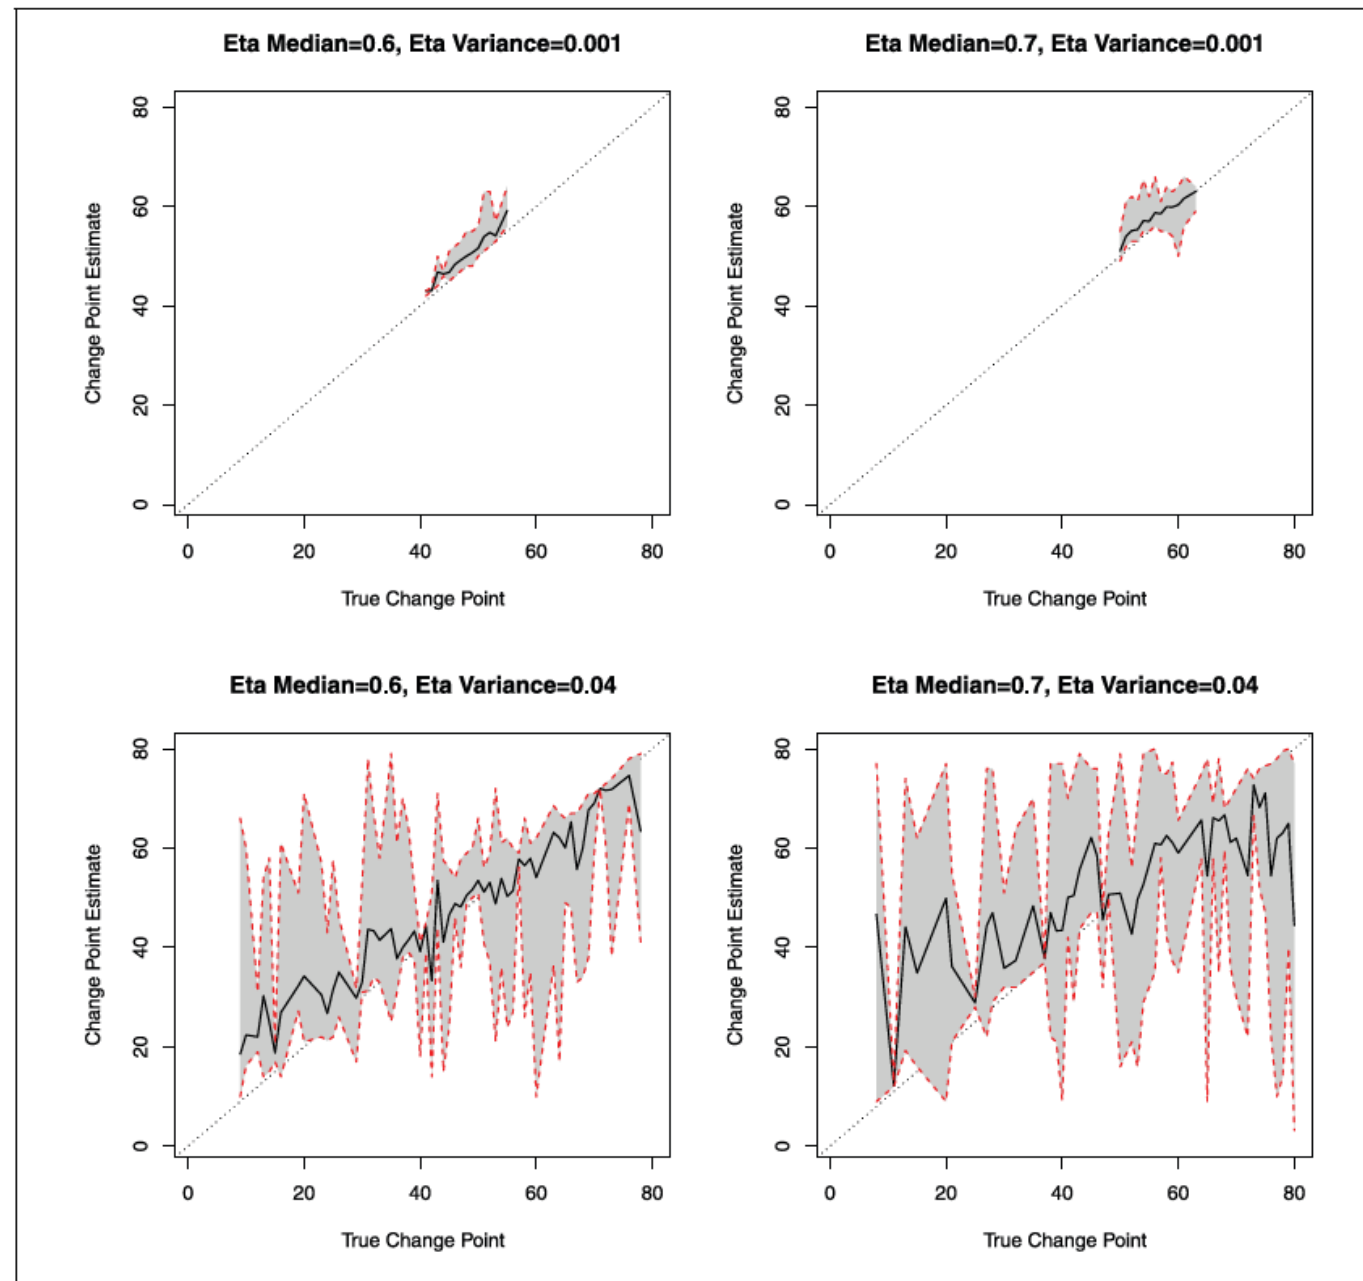 Eta Median=0.6, Eta Variance=0.001
Change Point Estimate
80
60
40
20
0
0 20 40 60 80
True Change Point
Eta Median=0.7, Eta Variance=0.001
Change Point Estimate
80
60
40
20
0
0 20 40 60 80
True Change Point
Eta Median=0.6, Eta Variance=0.04
Change Point Estimate
80
60
40
20
0
0 20 40 60 80
True Change Point
Eta Median=0.7, Eta Variance=0.04
Change Point Estimate
80
60
40
20
0
0 20 40 60 80
True Change Point